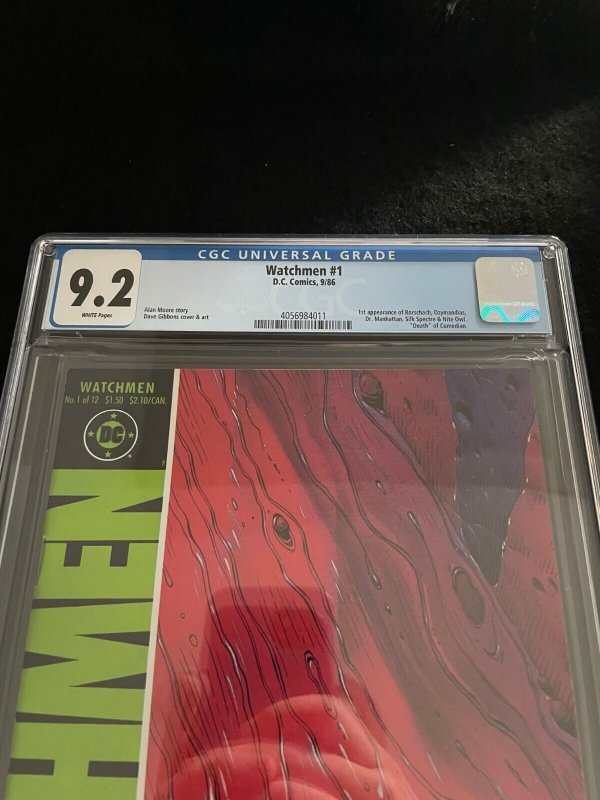 CGC UNIVERSAL GRADE
9.2
WHITE Pages
Watchmen #1
D.C. Comics, 9/86
Alan Moore story
Dave Gibbons cover & art
4056984011
1st appearance of Rorschach, Ozymandias,
Dr. Manhattan, Silk Spectre & Nite Owl.
"Death" of Comedian.
CGC
WATCHMEN
No. 1 of 12 $1.50 $2.10/CAN.
DC
HMEN